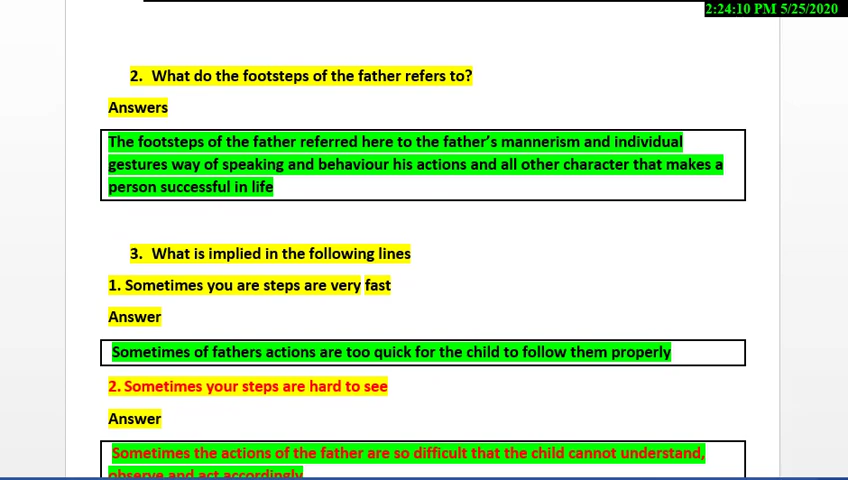 2:24:10 PM 5/25/2020
2. What do the footsteps of the father refers to?
Answers
The footsteps of the father referred here to the father's mannerism and individual
gestures way of speaking and behaviour his actions and all other character that makes a
person successful in life
3. What is implied in the following lines
1. Sometimes you are steps are very fast
Answer
Sometimes of fathers actions are too quick for the child to follow them properly
2. Sometimes your steps are hard to see
Answer
Sometimes the actions of the father are so difficult that the child cannot understand,
observe and act accordingly